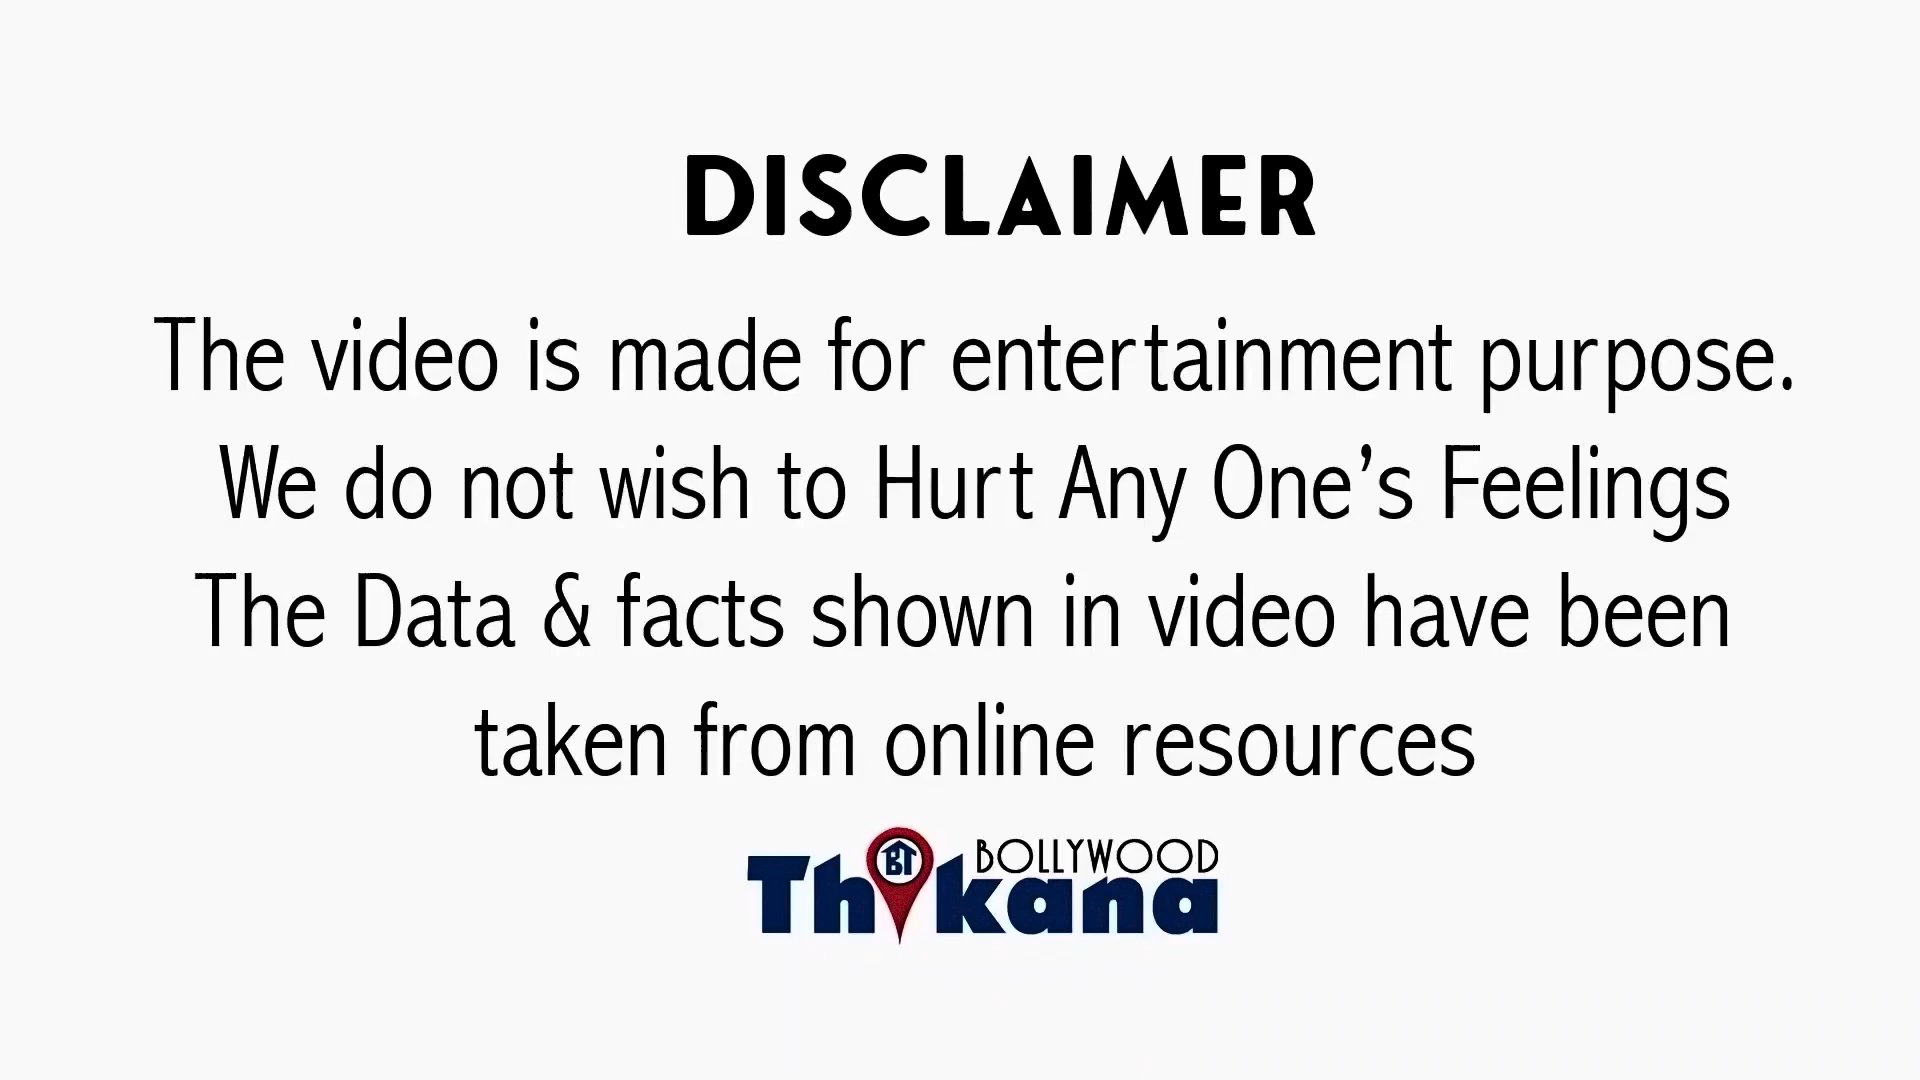 DISCLAIMER
The video is made for entertainment purpose.
We do not wish to Hurt Any One’s Feelings
The Data & facts shown in video have been
taken from online resources
BT
BOLLYWOOD
Thikana